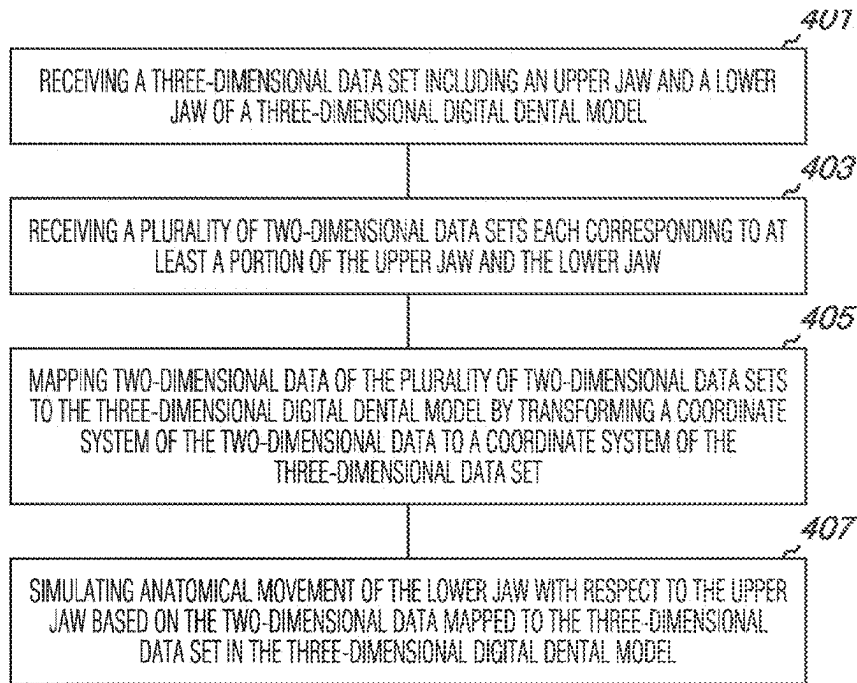 401
RECEIVING A THREE-DIMENSIONAL DATA SET INCLUDING AN UPPER JAW AND A LOWER
JAW OF A THREE-DIMENSIONAL DIGITAL DENTAL MODEL
403
RECEIVING A PLURALITY OF TWO-DIMENSIONAL DATA SETS EACH CORRESPONDING TO AT
LEAST A PORTION OF THE UPPER JAW AND THE LOWER JAW
405
MAPPING TWO-DIMENSIONAL DATA OF THE PLURALITY OF TWO-DIMENSIONAL DATA SETS
TO THE THREE-DIMENSIONAL DIGITAL DENTAL MODEL BY TRANSFORMING A COORDINATE
SYSTEM OF THE TWO-DIMENSIONAL DATA TO A COORDINATE SYSTEM OF THE
THREE-DIMENSIONAL DATA SET
407
SIMULATING ANATOMICAL MOVEMENT OF THE LOWER JAW WITH RESPECT TO THE UPPER
JAW BASED ON THE TWO-DIMENSIONAL DATA MAPPED TO THE THREE-DIMENSIONAL
DATA SET IN THE THREE-DIMENSIONAL DIGITAL DENTAL MODEL